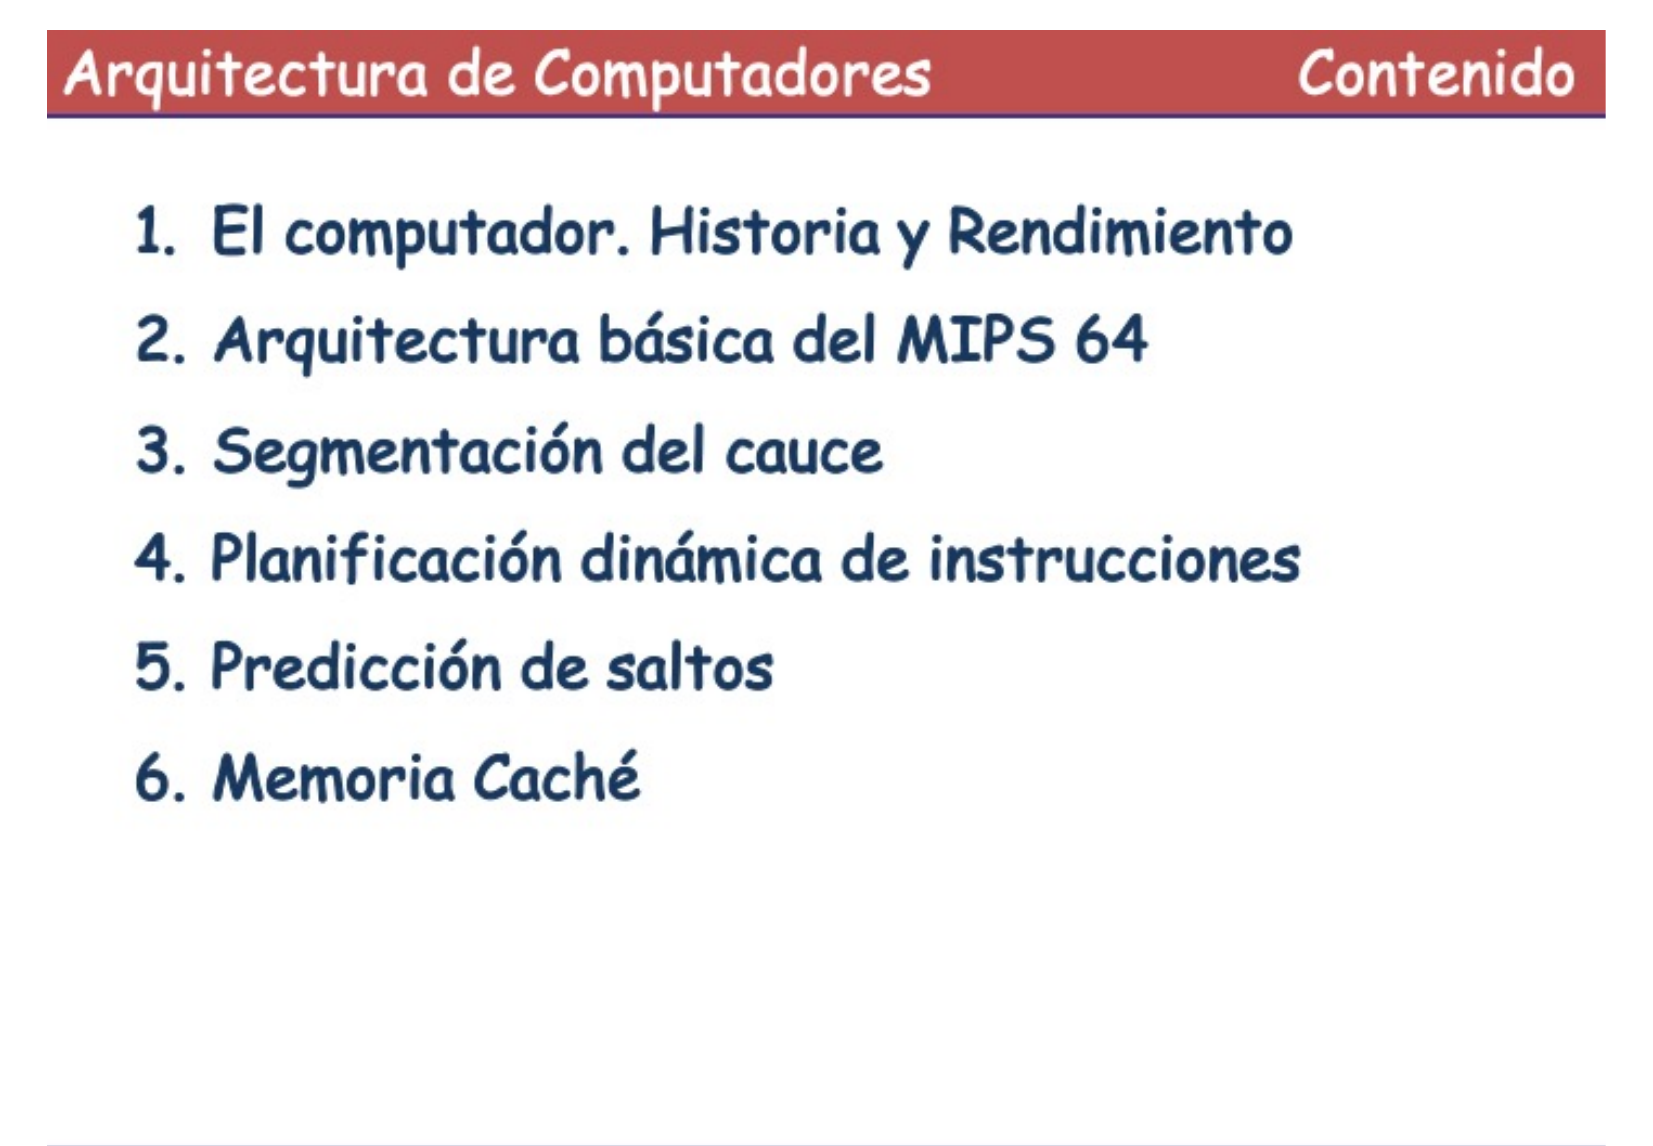 Arquitectura de Computadores Contenido
1. El computador. Historia y Rendimiento
2. Arquitectura básica del MIPS 64
3. Segmentación del cauce
4. Planificación dinámica de instrucciones
5. Predicción de saltos
6. Memoria Caché